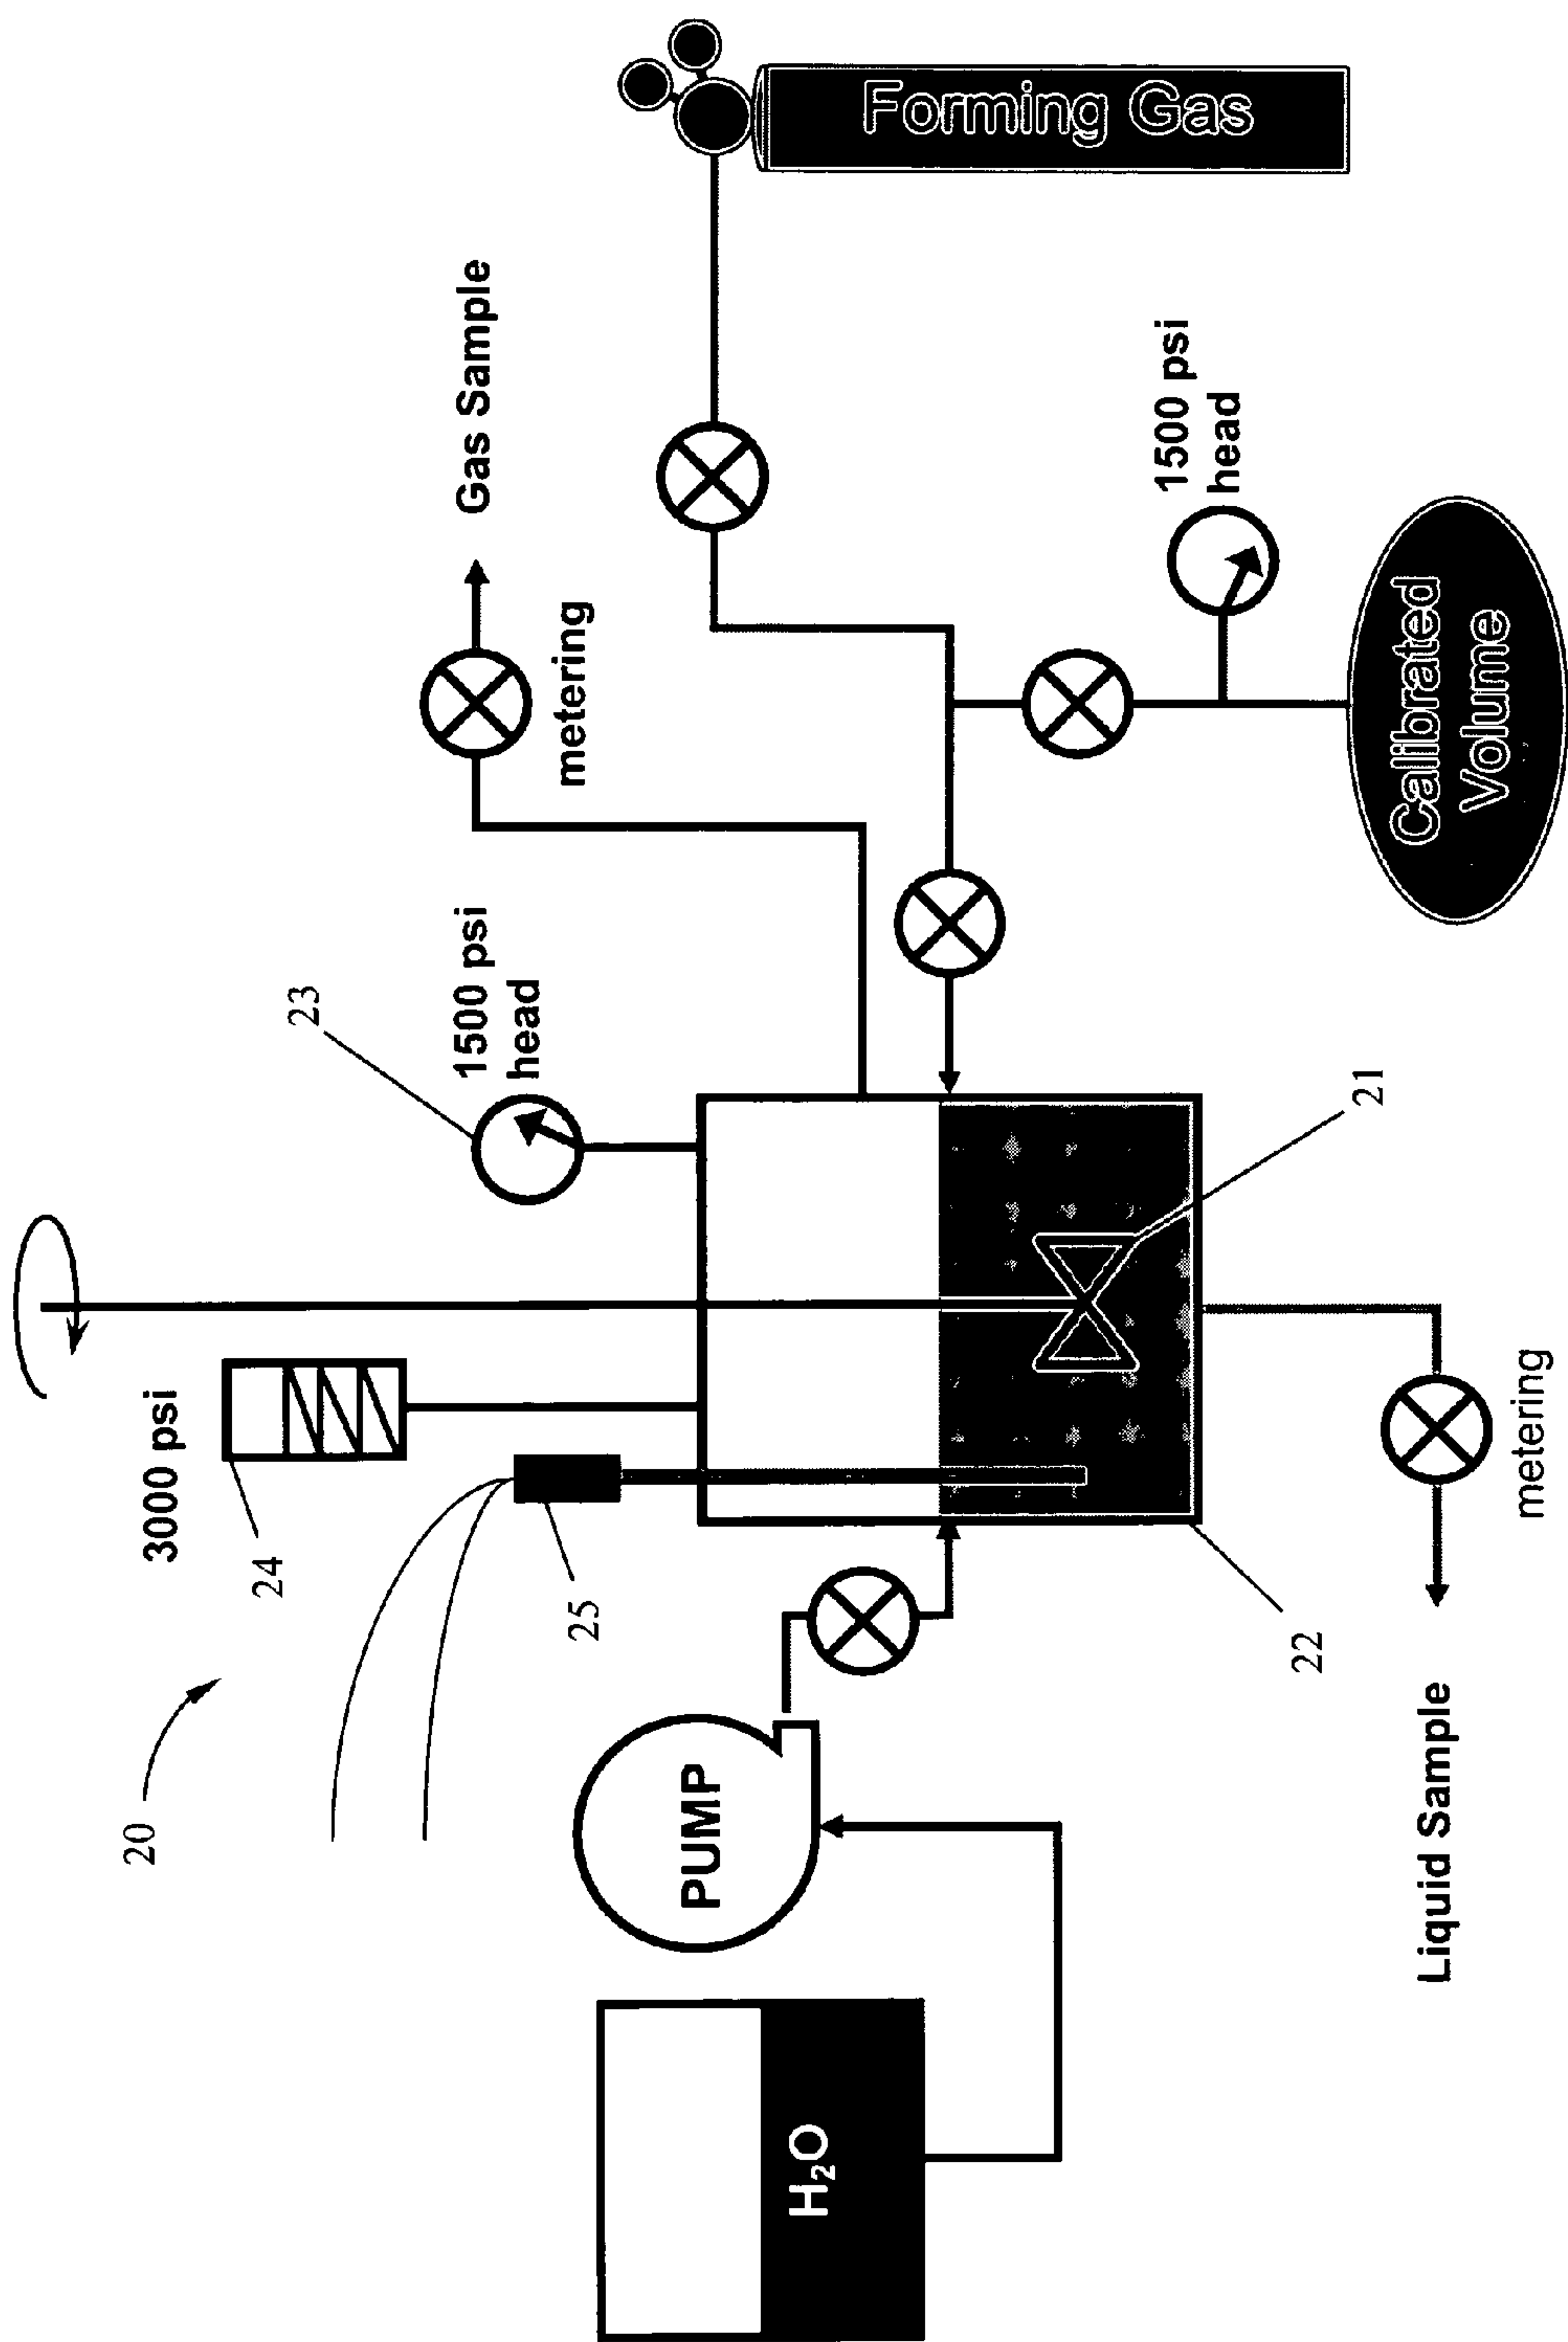 20
3000 psi
24
23
1500 psi
head
Gas Sample
metering
25
PUMP
H₂O
22
21
1500 psi
head
Forming Gas
Calibrated
Volume
Liquid Sample
metering